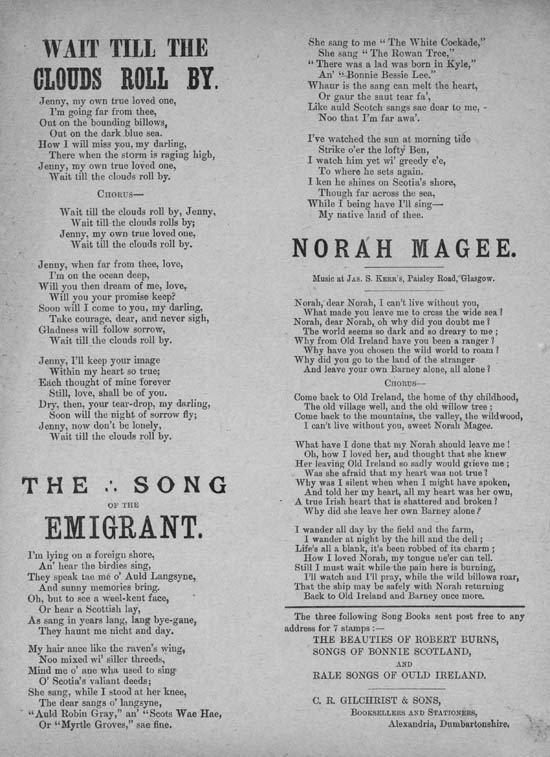 WAIT TILL THE
CLOUDS ROLL BY.
Jenny, my own true loved one,
I'm going far from thee,
Out on the bounding billows,
Out on the dark blue sea.
How I will miss you, my darling,
There when the storm is raging high,
Jenny, my own true loved one,
Wait till the clouds roll by.
CHORUS—
Wait till the clouds roll by, Jenny,
Wait till the clouds rolls by;
Jenny, my own true loved one,
Wait till the clouds roll by.
Jenny, when far from thee, love,
I'm on the ocean deep,
Will you then dream of me, love,
Will you your promise keep?
Soon will I come to you, my darling,
Take courage, dear, and never sigh,
Gladness will follow sorrow,
Wait till the clouds roll by.
Jenny, I'll keep your image
Within my heart so true;
Each thought of mine forever
Still, love, shall be of you.
Dry, then, your tear-drop, my darling,
Soon will the night of sorrow fly;
Jenny, now don't be lonely,
Wait till the clouds roll by.
THE ∴ SONG
OF THE
EMIGRANT.
I'm lying on a foreign shore,
An' hear the birdies sing,
They speak tae me o' Auld Langsyne,
And sunny memories bring.
Oh, but to see a weel-kent face,
Or hear a Scottish lay,
As sang in years lang, lang bye-gane,
They haunt me nicht and day.
My hair ance like the raven's wing,
Noo mixed wi' siller threeds,
Mind me o' ane wha used to sing
O' Scotia's valiant deeds;
She sang, while I stood at her knee,
The dear sangs o' langsyne,
"Auld Robin Gray," an' "Scots Wae Hae,
Or "Myrtle Groves," sae fine.
She sang to me "The White Cockade,"
She sang "The Rowan Tree,"
"There was a lad was born in Kyle,"
An' "Bonnie Bessie Lee."
Whaur is the sang can melt the heart,
Or gaur the saut tear fa',
Like auld Scotch sangs sae dear to me,
Noo that I'm far awa'.
I've watched the sun at morning tide
Strike o'er the lofty Ben,
I watch him yet wi' greedy e'e,
To where he sets again.
I ken he shines on Scotia's shore,
Though far across the sea,
While I being have I'll sing—
My native land of thee.
NORAH MAGEE.
Music at JAS. S. KERR'S, Paisley Road, Glasgow.
Norah, dear Norah, I can't live without you,
What made you leave me to cross the wide sea?
Norah, dear Norah, oh why did you doubt me?
The world seems so dark and so dreary to me;
Why from Old Ireland have you been a ranger?
Why have you chosen the wild world to roam?
Why did you go to the land of the stranger
And leave your own Barney alone, all alone?
CHORUS—
Come back to Old Ireland, the home of thy childhood,
The old village well, and the old willow tree;
Come back to the mountains, the valley, the wildwood,
I can't live without you, sweet Norah Magee.
What have I done that my Norah should leave me!
Oh, how I loved her, and thought that she knew
Her leaving Old Ireland so sadly would grieve me;
Was she afraid that my heart was not true?
Why was I silent when when I might have spoken,
And told her my heart, all my heart was her own,
A true Irish heart that is shattered and broken?
Why did she leave her own Barney alone?
I wander all day by the field and the farm,
I wander at night by the hill and the dell;
Life's all a blank, it's been robbed of its charm;
How I loved Norah, my tongue ne'er can tell.
Still I must wait while the pain here is burning,
I'll watch and I'll pray, while the wild billows roar,
That the ship may be safely with Norah returning
Back to Old Ireland and Barney once more.
The three following Song Books sent post free to any
address for 7 stamps :—
THE BEAUTIES OF ROBERT BURNS,
SONGS OF BONNIE SCOTLAND,
AND
RALE SONGS OF OULD IRELAND.
C. R. GILCHRIST & SONS,
BOOKSELLERS AND STATIONERS,
Alexandria, Dumbartonshire.